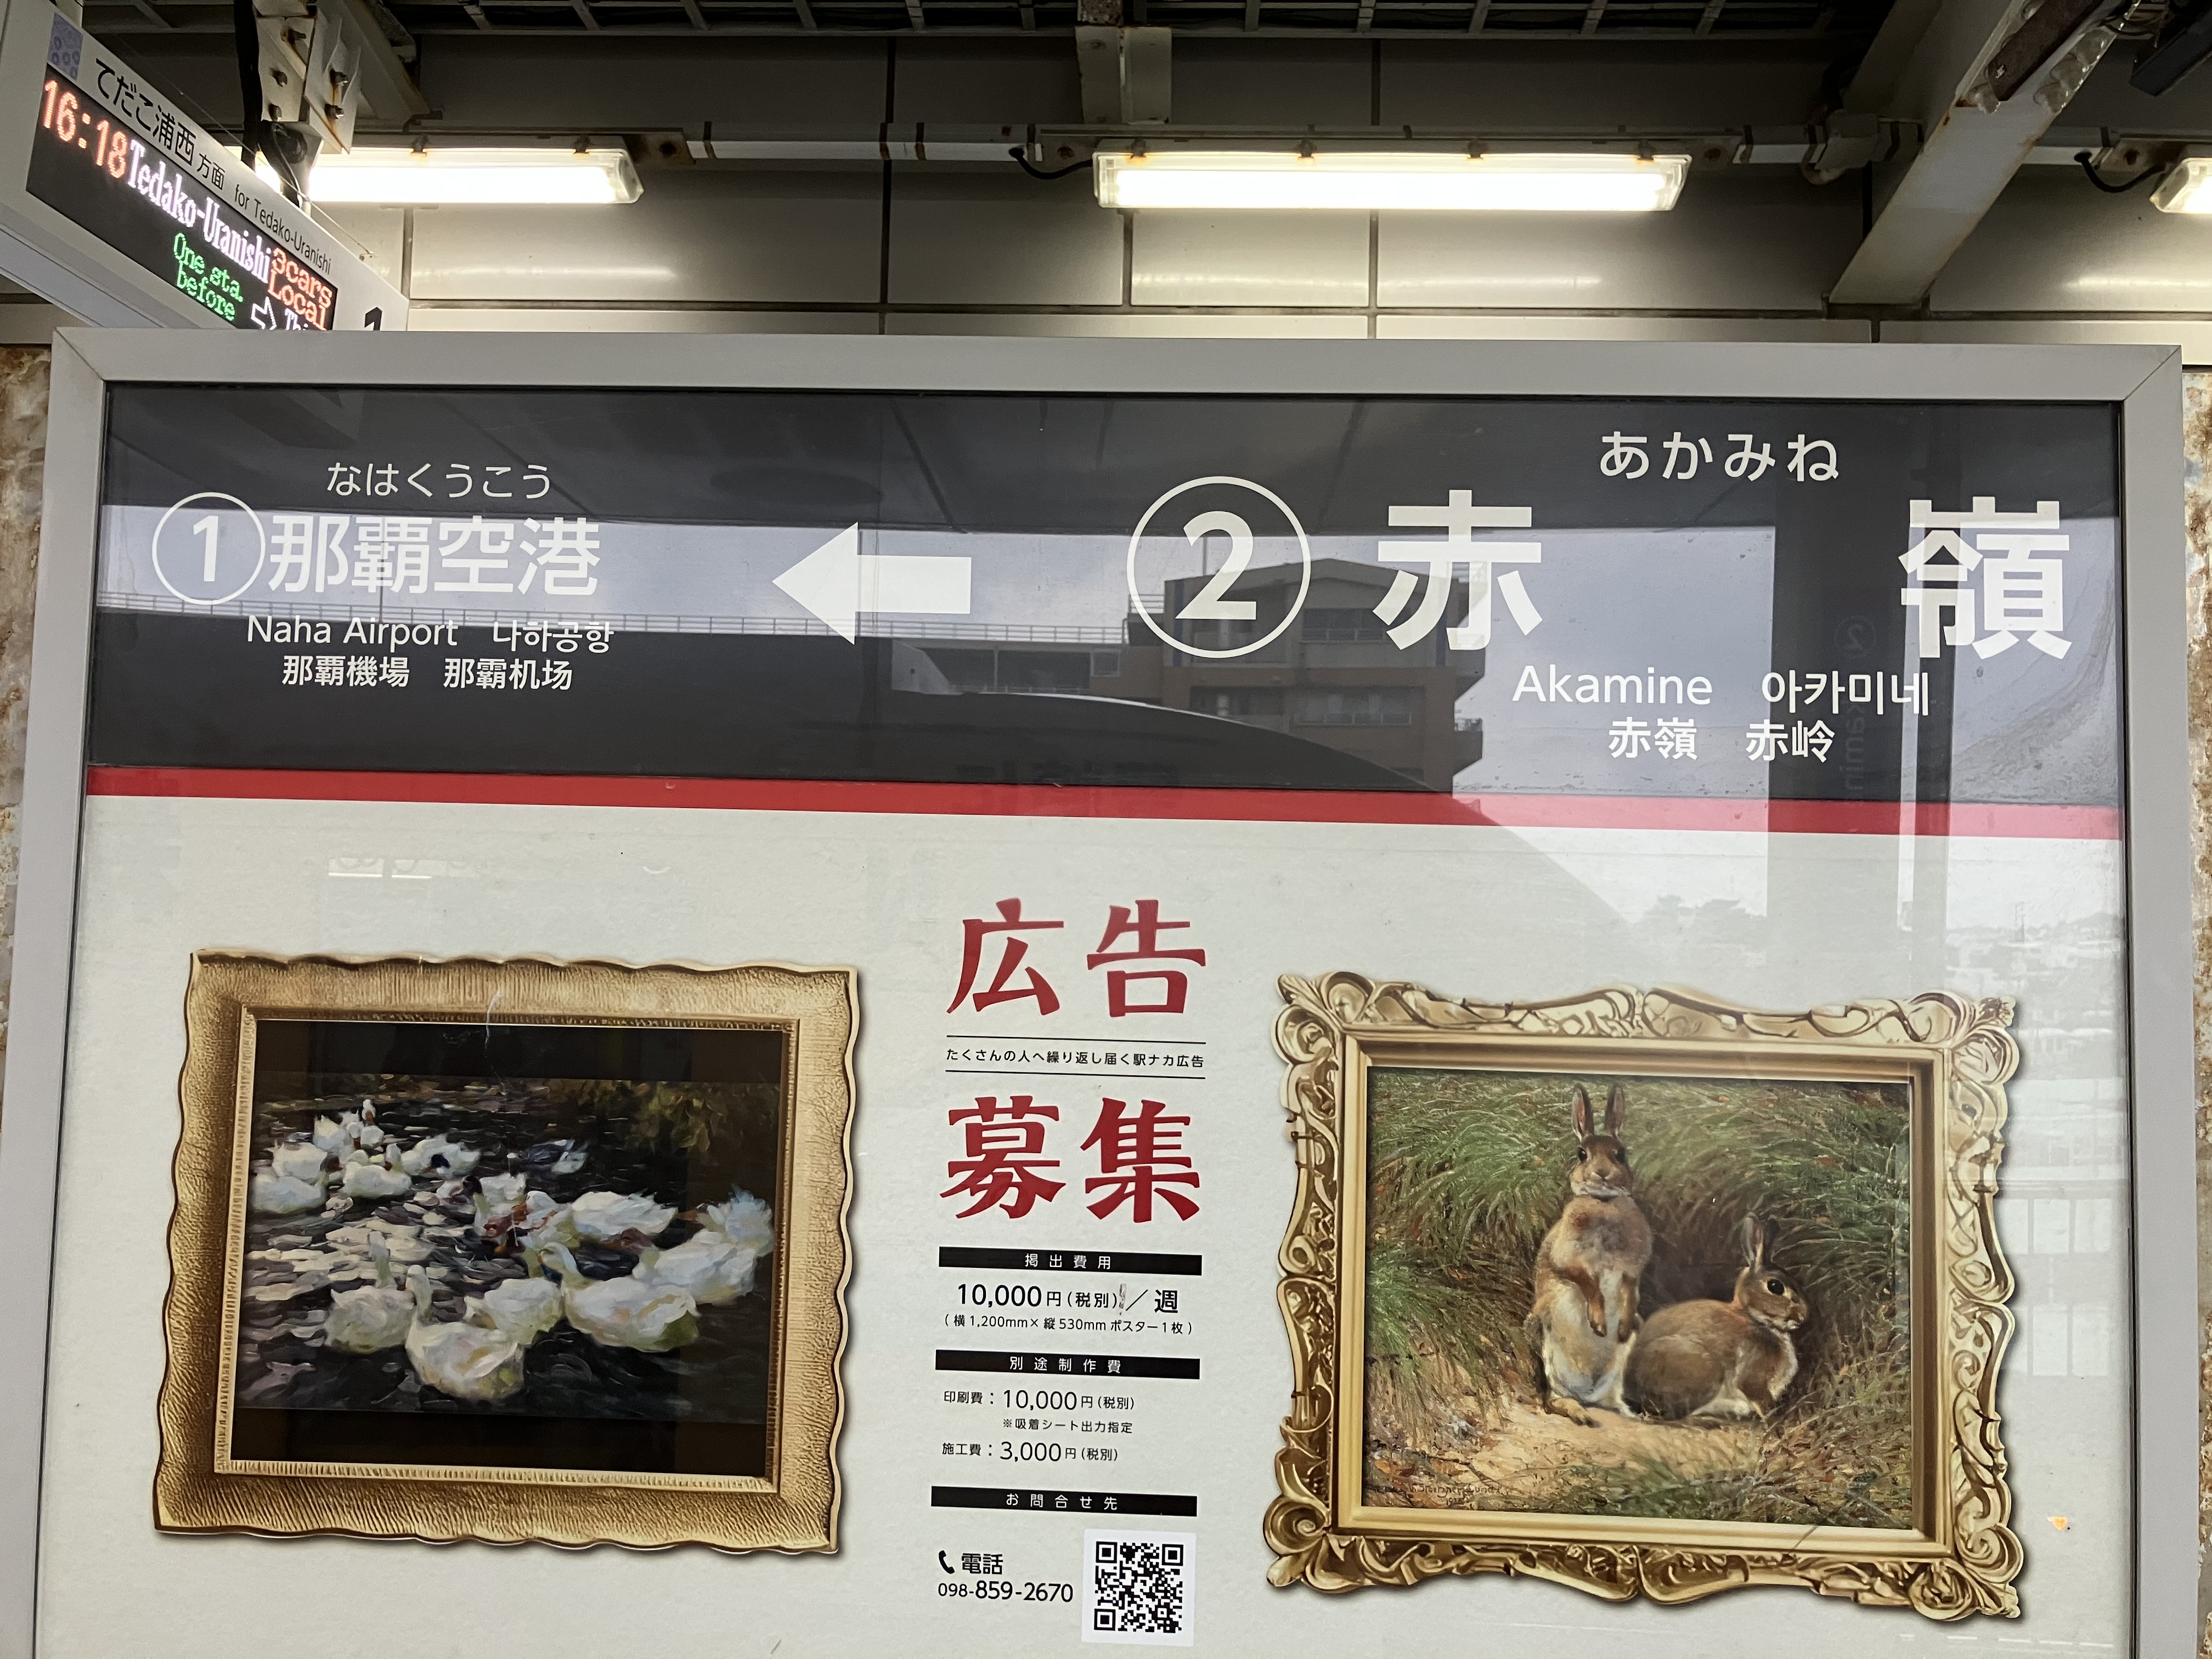 てだこ浦西 方面 for Tedako-Uranishi
16:18 Tedako-Uranishi 3cars Local
One sta. before
1
なはくうこう
① 那覇空港
Naha Airport 나하공항
那覇機場 那霸机场
あかみね
② 赤嶺
Akamine 아카미네
赤嶺 赤岭
広告
たくさんの人へ繰り返し届く駅ナカ広告
募集
掲出費用
10,000円(税別)／週
(横1,200mm×縦530mm ポスター1枚)
別途制作費
印刷費：10,000円(税別)
※吸着シート出力指定
施工費：3,000円(税別)
お問合せ先
電話
098-859-2670